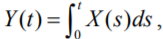 Y(t) = ∫₀ᵗ X(s)ds,